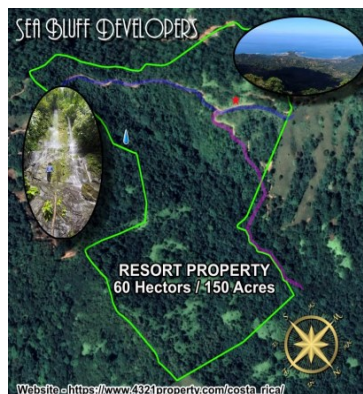 SEA BLUFF DEVELOPERS
RESORT PROPERTY
60 Hectors / 150 Acres
Website - https://www.4321property.com/costa_rica/